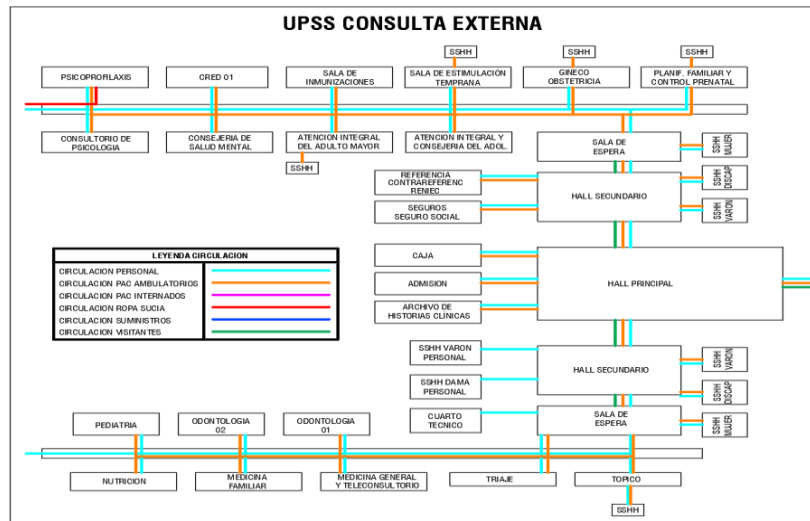 UPSS CONSULTA EXTERNA
SSHH
SSHH
SSHH
PSICOPROFILAXIS
CRED 01
SALA DE
INMUNIZACIONES
SALA DE ESTIMULACIÓN
TEMPRANA
GINECO
OBSTETRICIA
PLANIF. FAMILIAR Y
CONTROL PRENATAL
CONSULTORIO DE
PSICOLOGIA
CONSEJERIA DE
SALUD MENTAL
ATENCION INTEGRAL
DEL ADULTO MAYOR
ATENCION INTEGRAL Y
CONSEJERIA DEL ADOL.
SSHH
SALA DE
ESPERA
SSHH
MUJER
REFERENCIA
CONTRAREFERENC
RENIEC
HALL SECUNDARIO
SSHH
DISCAP
SEGUROS
SEGURO SOCIAL
SSHH
VARON
LEYENDA CIRCULACION
CIRCULACION PERSONAL
CIRCULACION PAC AMBULATORIOS
CIRCULACION PAC INTERNADOS
CIRCULACION ROPA SUCIA
CIRCULACION SUMINISTROS
CIRCULACION VISITANTES
CAJA
ADMISION
ARCHIVO DE
HISTORIAS CLÍNICAS
HALL PRINCIPAL
SSHH VARON
PERSONAL
SSHH DAMA
PERSONAL
HALL SECUNDARIO
SSHH
VARON
SSHH
DISCAP
CUARTO
TECNICO
SALA DE
ESPERA
SSHH
MUJER
PEDIATRIA
ODONTOLOGIA
02
ODONTOLOGIA
01
NUTRICION
MEDICINA
FAMILIAR
MEDICINA GENERAL
Y TELECONSULTORIO
TRIAJE
TOPICO
SSHH